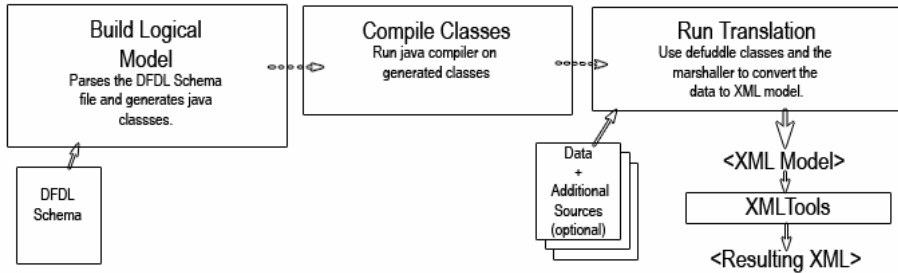 Build Logical
Model
Parses the DFDL Schema
file and generates java
classses.
Compile Classes
Run java compiler on
generated classes
Run Translation
Use defuddle classes and the
marshaller to convert the
data to XML model.
DFDL
Schema
Data
+
Additional
Sources
(optional)
<XML Model>
XMLTools
<Resulting XML>